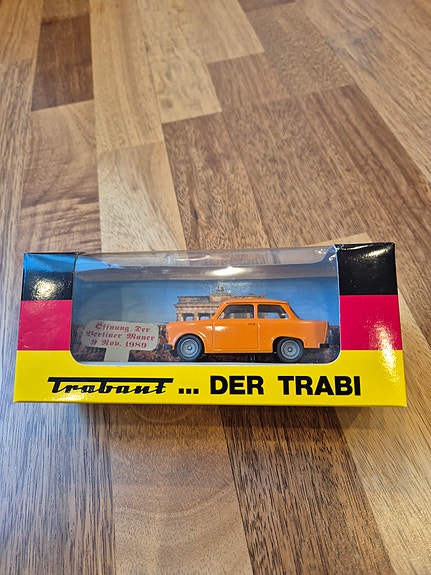 Öffnung Der
Berliner Mauer
9 Nov. 1989
Trabant ... DER TRABI